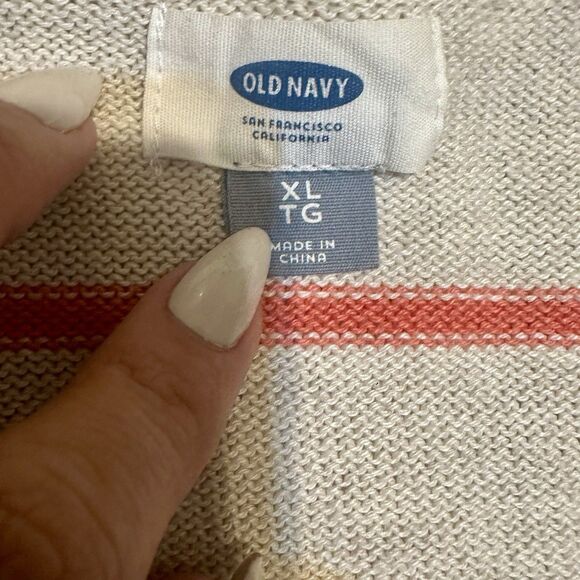 OLD NAVY
SAN FRANCISCO
CALIFORNIA
XL
TG
MADE IN
CHINA